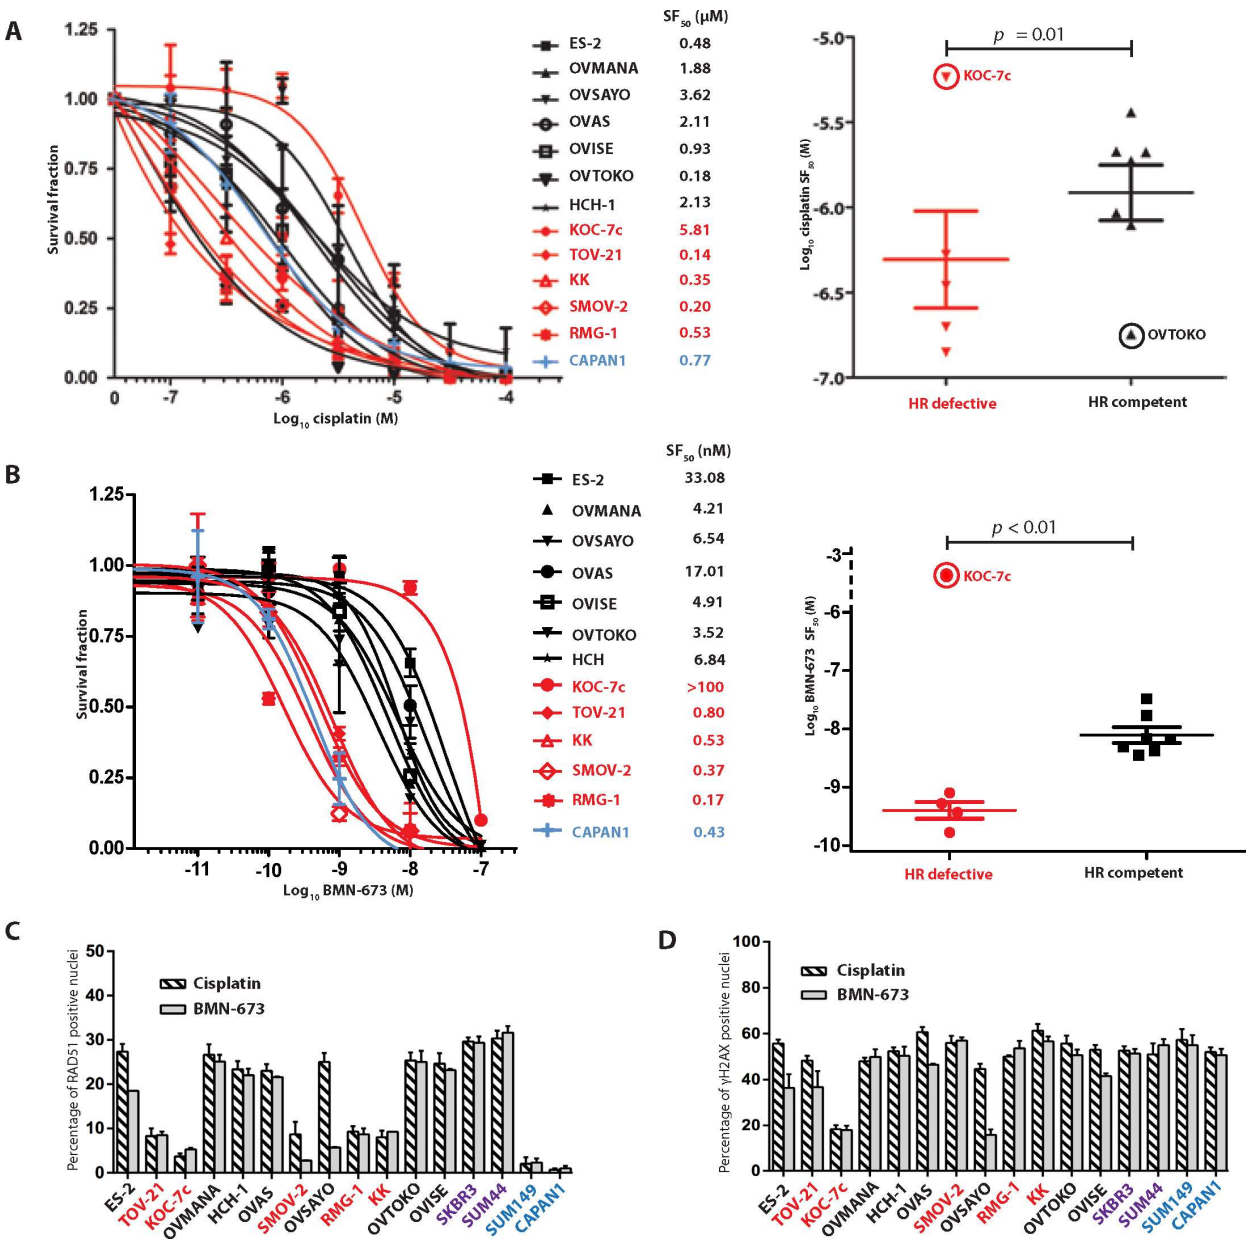 A
SF50 (μM)
ES-2 0.48
OVMANA 1.88
OVSAYO 3.62
OVAS 2.11
OVISE 0.93
OVTOKO 0.18
HCH-1 2.13
KOC-7c 5.81
TOV-21 0.14
KK 0.35
SMOV-2 0.20
RMG-1 0.53
CAPAN1 0.77
Survival fraction
1.25
1.00
0.75
0.50
0.25
0.00
0 -7 -6 -5 -4
Log10 cisplatin (M)
p = 0.01
Log10 cisplatin SF50 (M)
-5.0
-5.5
-6.0
-6.5
-7.0
KOC-7c
OVTOKO
HR defective HR competent
B
SF50 (nM)
ES-2 33.08
OVMANA 4.21
OVSAYO 6.54
OVAS 17.01
OVISE 4.91
OVTOKO 3.52
HCH 6.84
KOC-7c >100
TOV-21 0.80
KK 0.53
SMOV-2 0.37
RMG-1 0.17
CAPAN1 0.43
Survival fraction
1.25
1.00
0.75
0.50
0.25
0.00
-11 -10 -9 -8 -7
Log10 BMN-673 (M)
p < 0.01
Log10 BMN-673 SF50 (M)
-3
-6
-7
-8
-9
-10
KOC-7c
HR defective HR competent
C
Percentage of RAD51 positive nuclei
50
40
30
20
10
0
Cisplatin
BMN-673
ES-2
TOV-21
KOC-7c
OVMANA
HCH-1
OVAS
SMOV-2
OVSAYO
RMG-1
KK
OVTOKO
OVISE
SKBR3
SUM44
SUM149
CAPAN1
D
Percentage of γH2AX positive nuclei
100
80
60
40
20
0
Cisplatin
BMN-673
ES-2
TOV-21
KOC-7c
OVMANA
HCH-1
OVAS
SMOV-2
OVSAYO
RMG-1
KK
OVTOKO
OVISE
SKBR3
SUM44
SUM149
CAPAN1